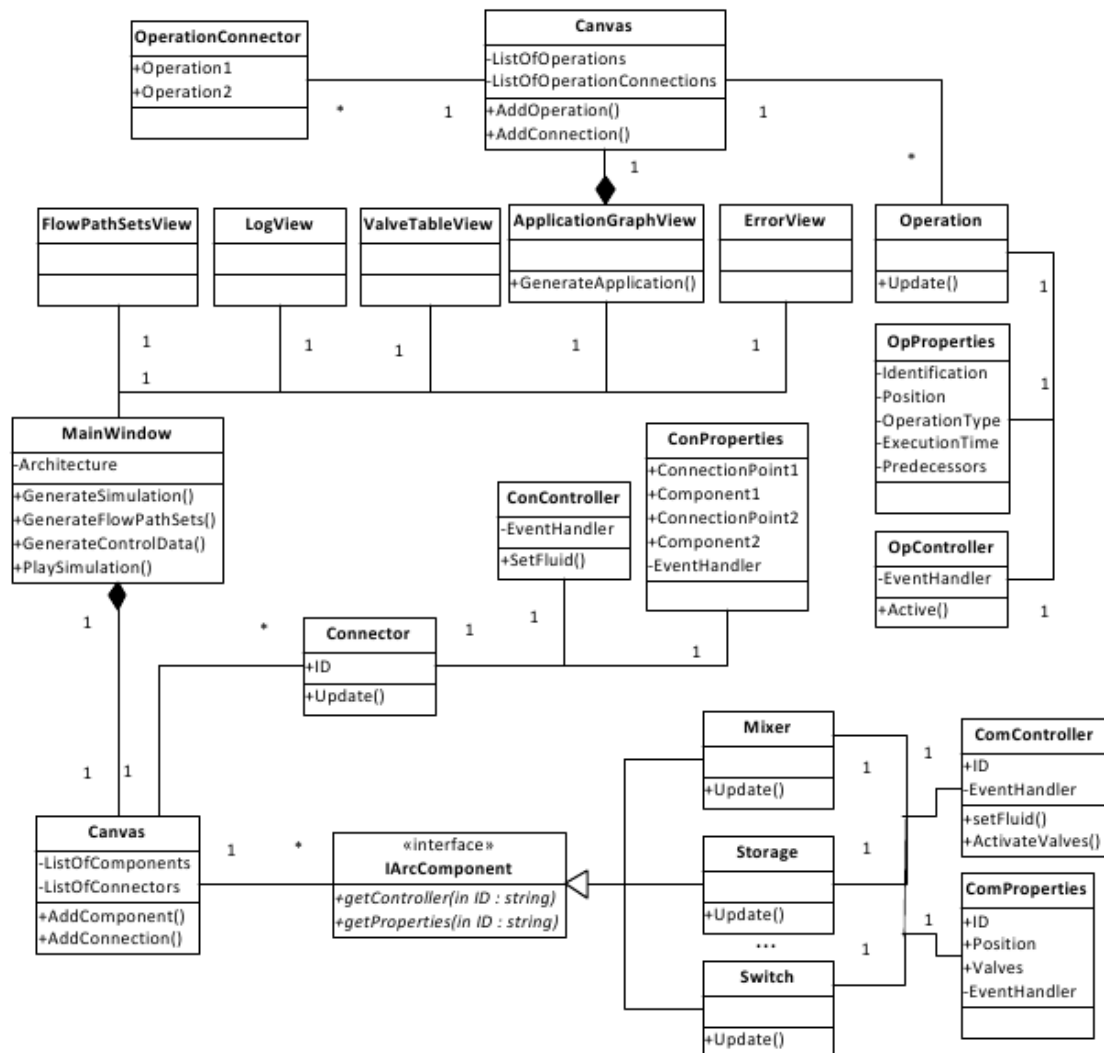 OperationConnector
+Operation1
+Operation2
Canvas
-ListOfOperations
-ListOfOperationConnections
+AddOperation()
+AddConnection()
*
1
1
1
*
FlowPathSetsView
LogView
ValveTableView
ApplicationGraphView
+GenerateApplication()
ErrorView
Operation
+Update()
1
1
1
1
1
1
1
OpProperties
-Identification
-Position
-OperationType
-ExecutionTime
-Predecessors
1
OpController
-EventHandler
+Active()
1
MainWindow
-Architecture
+GenerateSimulation()
+GenerateFlowPathSets()
+GenerateControlData()
+PlaySimulation()
ConController
-EventHandler
+SetFluid()
ConProperties
+ConnectionPoint1
+Component1
+ConnectionPoint2
+Component2
-EventHandler
1
*
Connector
+ID
+Update()
1
1
1
1
1
Canvas
-ListOfComponents
-ListOfConnectors
+AddComponent()
+AddConnection()
1
*
«interface»
IArcComponent
+getController(in ID : string)
+getProperties(in ID : string)
Mixer
+Update()
1
Storage
+Update()
1
...
Switch
+Update()
1
1
ComController
+ID
-EventHandler
+setFluid()
+ActivateValves()
1
ComProperties
+ID
+Position
+Valves
-EventHandler